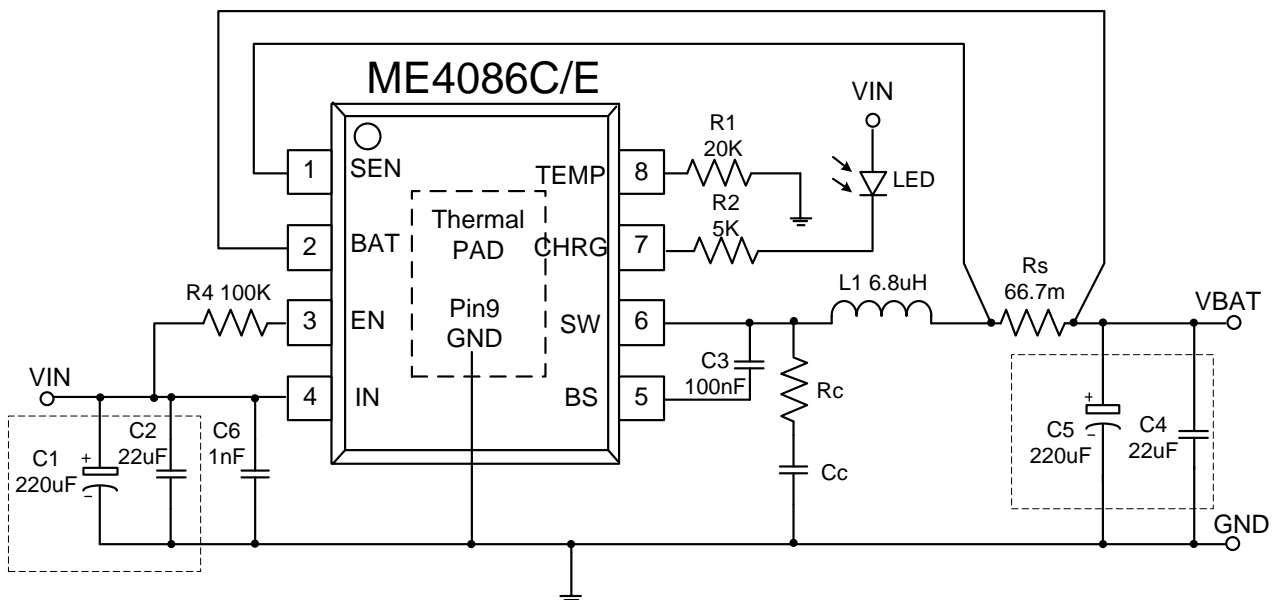 ME4086C/E
VIN
R1
20K
1
SEN
TEMP
8
LED
Thermal
PAD
R2
5K
2
BAT
CHRG
7
R4 100K
L1 6.8uH
Rs
66.7m
VBAT
3
EN
Pin9
GND
SW
6
C3
100nF
Rc
VIN
4
IN
BS
5
C1
220uF
+
−
C2
22uF
C6
1nF
Cc
+
−
C5
220uF
C4
22uF
GND